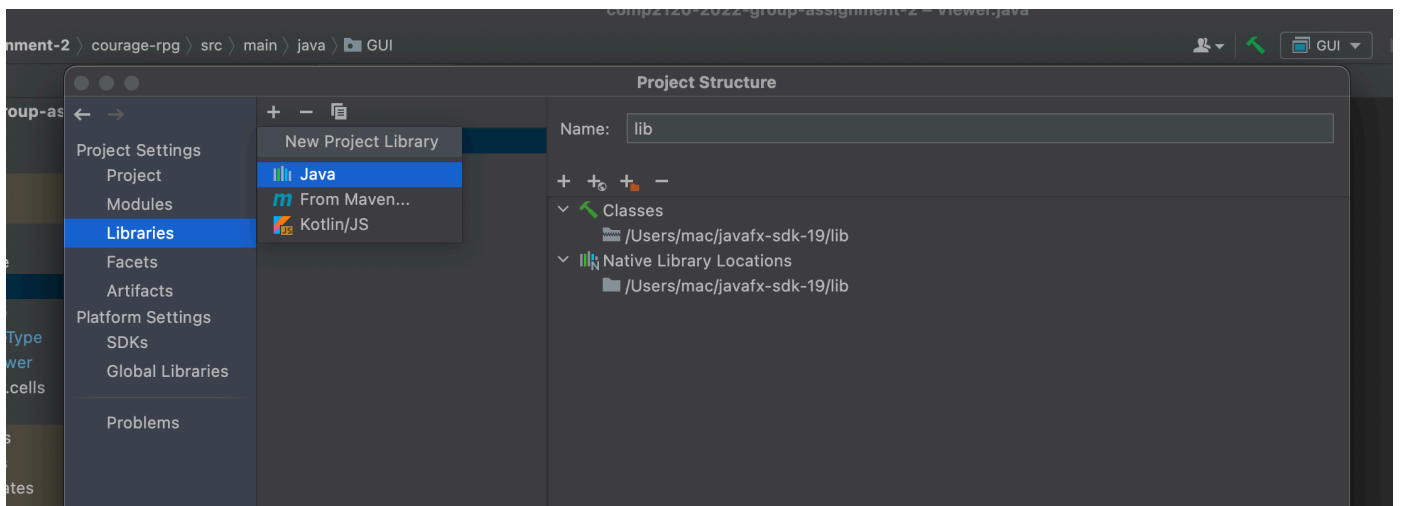 comp2120-2022-group-assignment-2 – Viewer.java
nment-2 〉 courage-rpg 〉 src 〉 main 〉 java 〉 GUI
GUI
Project Structure
roup-as
Name: lib
New Project Library
Project Settings
Java
Project
From Maven...
Modules
Kotlin/JS
Classes
Libraries
/Users/mac/javafx-sdk-19/lib
Facets
Native Library Locations
Artifacts
/Users/mac/javafx-sdk-19/lib
Platform Settings
Type
SDKs
wer
Global Libraries
.cells
Problems
s
s
ates